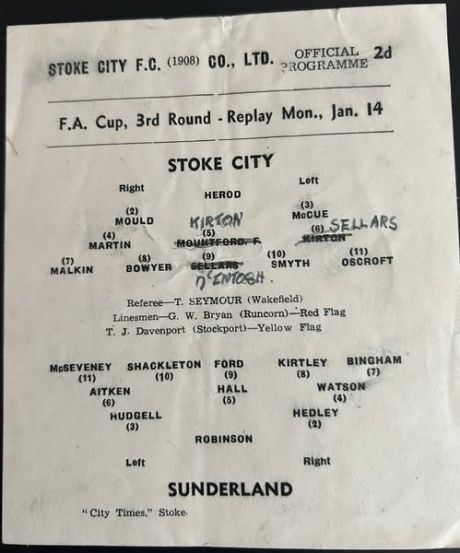 STOKE CITY F.C. (1908) CO., LTD. OFFICIAL PROGRAMME 2d
F.A. Cup, 3rd Round - Replay Mon., Jan. 14
STOKE CITY
Right Left
HEROD
(2) (3)
MOULD KIRTON McCUE
(4) (5) (6) SELLARS
MARTIN MOUNTFORD, F. KIRTON
(7) (8) (9) (10) (11)
MALKIN BOWYER SELLARS SMYTH OSCROFT
McINTOSH.
Referee—T. SEYMOUR (Wakefield)
Linesmen—G. W. Bryan (Runcorn)—Red Flag
T. J. Davenport (Stockport)—Yellow Flag
McSEVENEY SHACKLETON FORD KIRTLEY BINGHAM
(11) (10) (9) (8) (7)
AITKEN HALL WATSON
(6) (5) (4)
HUDGELL HEDLEY
(3) (2)
ROBINSON
Left Right
SUNDERLAND
"City Times," Stoke.